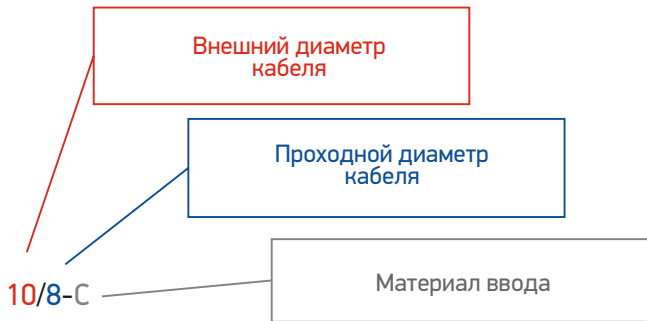 Внешний диаметр
кабеля
Проходной диаметр
кабеля
Материал ввода
10/8-С